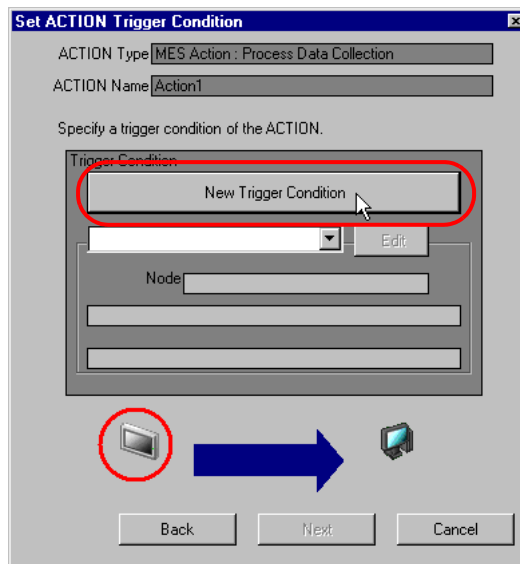 Set ACTION Trigger Condition
ACTION Type MES Action : Process Data Collection
ACTION Name Action1
Specify a trigger condition of the ACTION.
Trigger Condition
New Trigger Condition
Edit
Node
Back Next Cancel